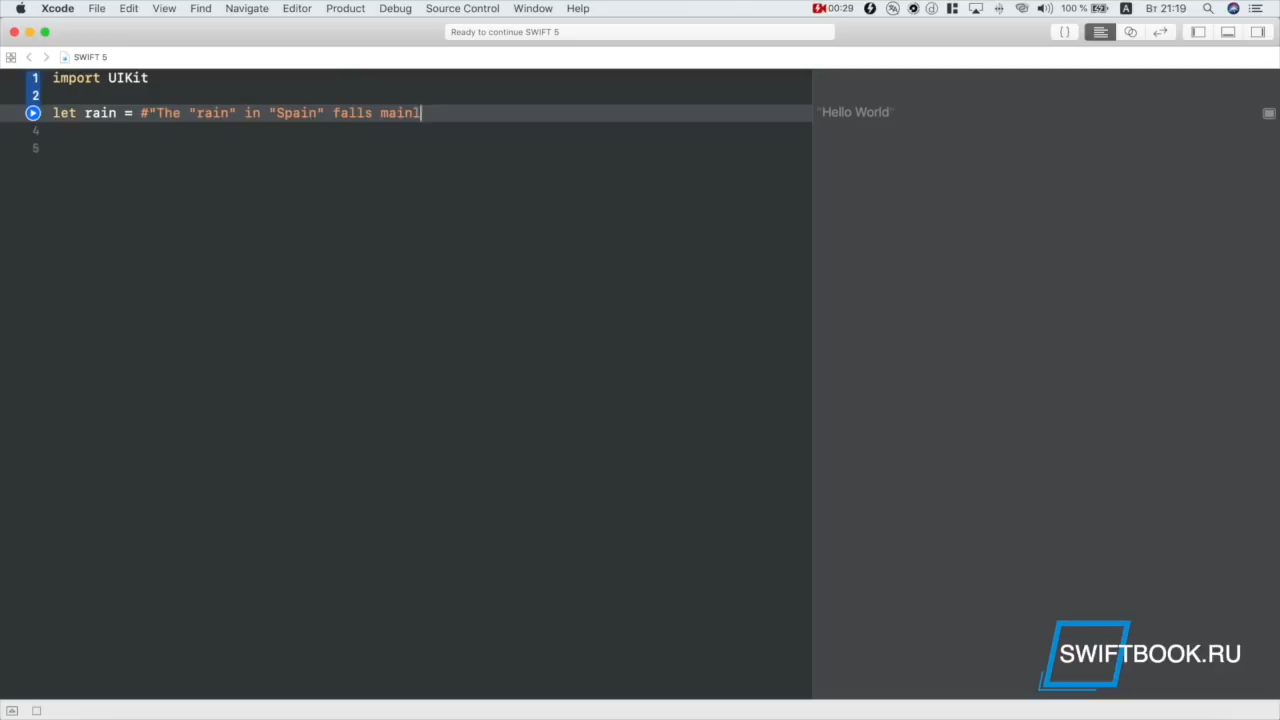 Xcode File Edit View Find Navigate Editor Product Debug Source Control Window Help 00:29 100 % A Вт 21:19
Ready to continue SWIFT 5
SWIFT 5
1 import UIKit
2
let rain = #"The "rain" in "Spain" falls mainl
"Hello World"
4
5
SWIFTBOOK.RU